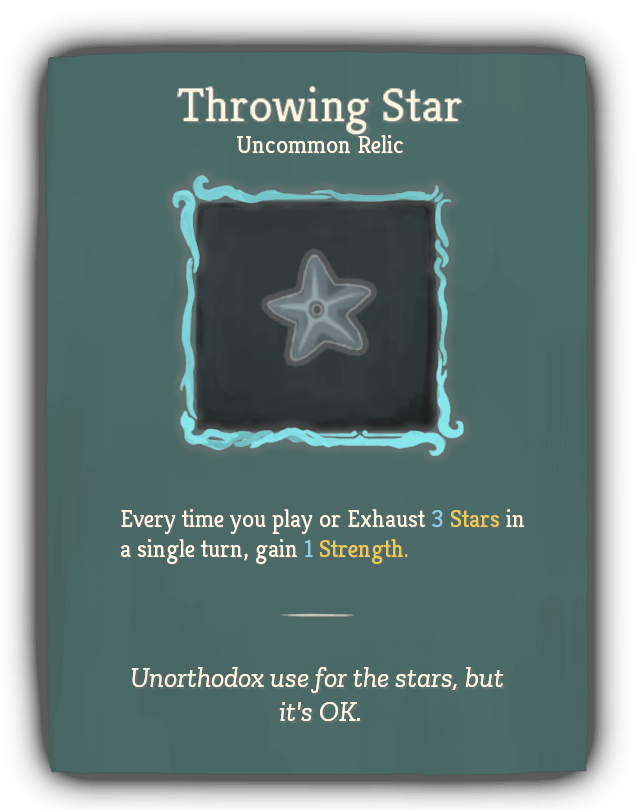 Throwing Star
Uncommon Relic
Every time you play or Exhaust 3 Stars in
a single turn, gain 1 Strength.
Unorthodox use for the stars, but
it's OK.